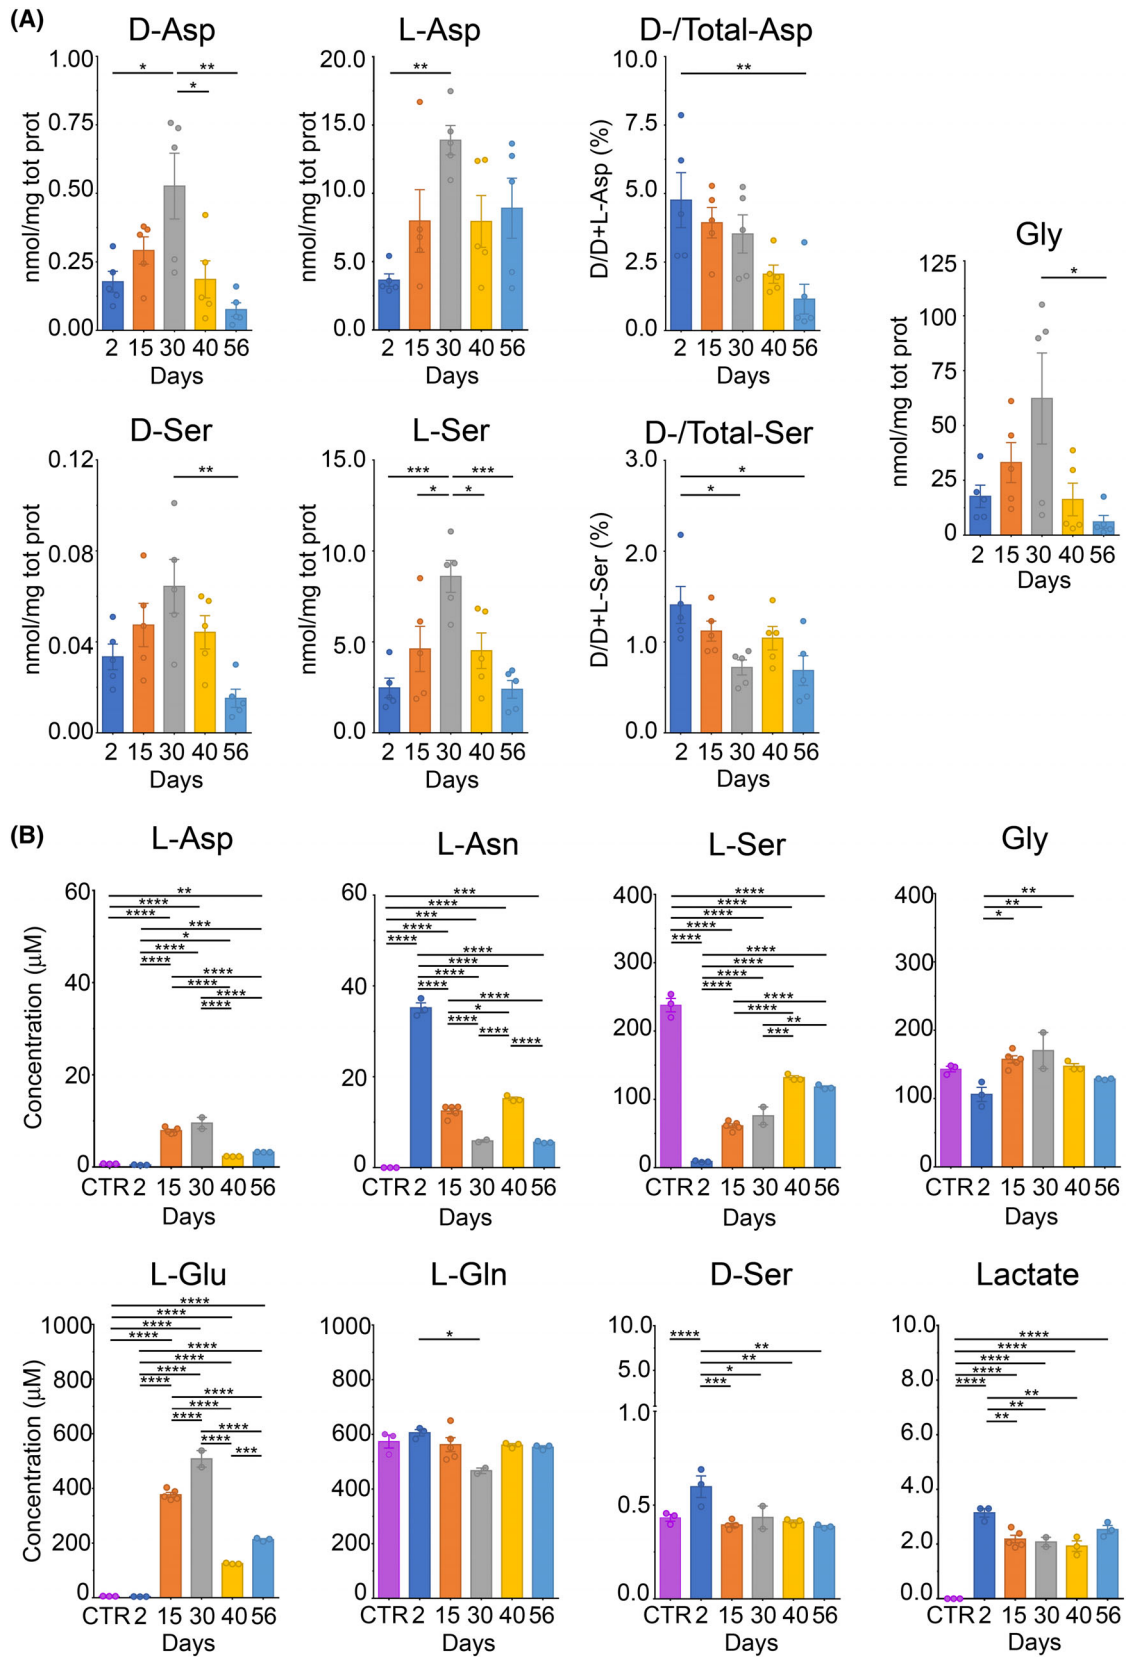 (A)
D-Asp
* **
*
nmol/mg tot prot
1.00
0.75
0.50
0.25
0.00
2 15 30 40 56
Days
L-Asp
**
nmol/mg tot prot
20.0
15.0
10.0
5.0
0.0
2 15 30 40 56
Days
D-/Total-Asp
**
D/D+L-Asp (%)
10.0
7.5
5.0
2.5
0.0
2 15 30 40 56
Days
Gly
*
nmol/mg tot prot
125
100
75
50
25
0
2 15 30 40 56
Days
D-Ser
**
nmol/mg tot prot
0.12
0.08
0.04
0.00
2 15 30 40 56
Days
L-Ser
*** ***
* *
nmol/mg tot prot
15.0
10.0
5.0
0.0
2 15 30 40 56
Days
D-/Total-Ser
*
*
D/D+L-Ser (%)
3.0
2.0
1.0
0.0
2 15 30 40 56
Days
(B)
L-Asp
**
****
****
***
*
****
****
****
****
****
****
Concentration (µM)
60
40
20
0
CTR 2 15 30 40 56
Days
L-Asn
***
****
***
****
****
****
****
****
****
****
*
****
****
****
60
40
20
0
CTR 2 15 30 40 56
Days
L-Ser
****
****
****
****
****
****
****
****
****
****
****
**
***
400
300
200
100
0
CTR 2 15 30 40 56
Days
Gly
**
**
*
400
300
200
100
0
CTR 2 15 30 40 56
Days
L-Glu
****
****
****
****
****
****
****
****
****
****
****
****
****
***
Concentration (µM)
1000
800
600
400
200
0
CTR 2 15 30 40 56
Days
L-Gln
*
1000
800
600
400
200
0
CTR 2 15 30 40 56
Days
D-Ser
****
**
**
*
***
10.0
5.0
1.0
0.5
0.0
CTR 2 15 30 40 56
Days
Lactate
****
****
****
****
****
**
**
**
10.0
8.0
6.0
4.0
2.0
0.0
CTR 2 15 30 40 56
Days